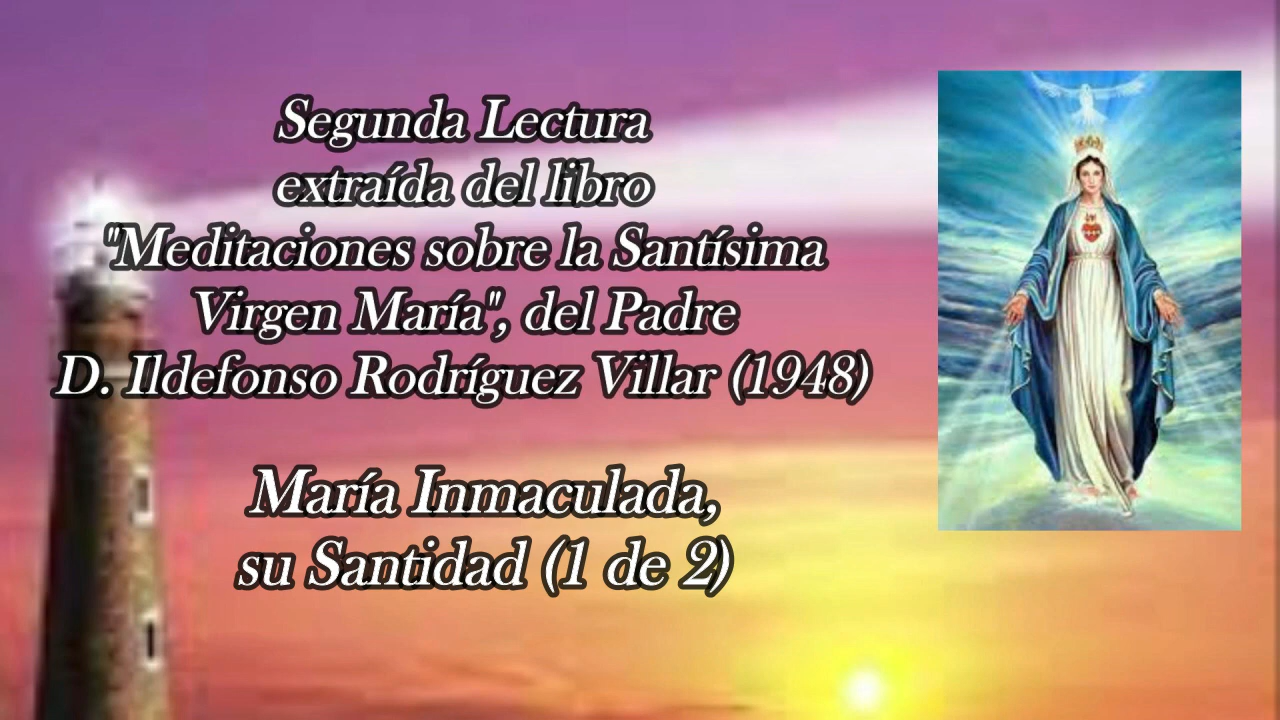 Segunda Lectura
extraída del libro
"Meditaciones sobre la Santísima
Virgen María", del Padre
D. Ildefonso Rodríguez Villar (1948)
María Inmaculada,
su Santidad (1 de 2)